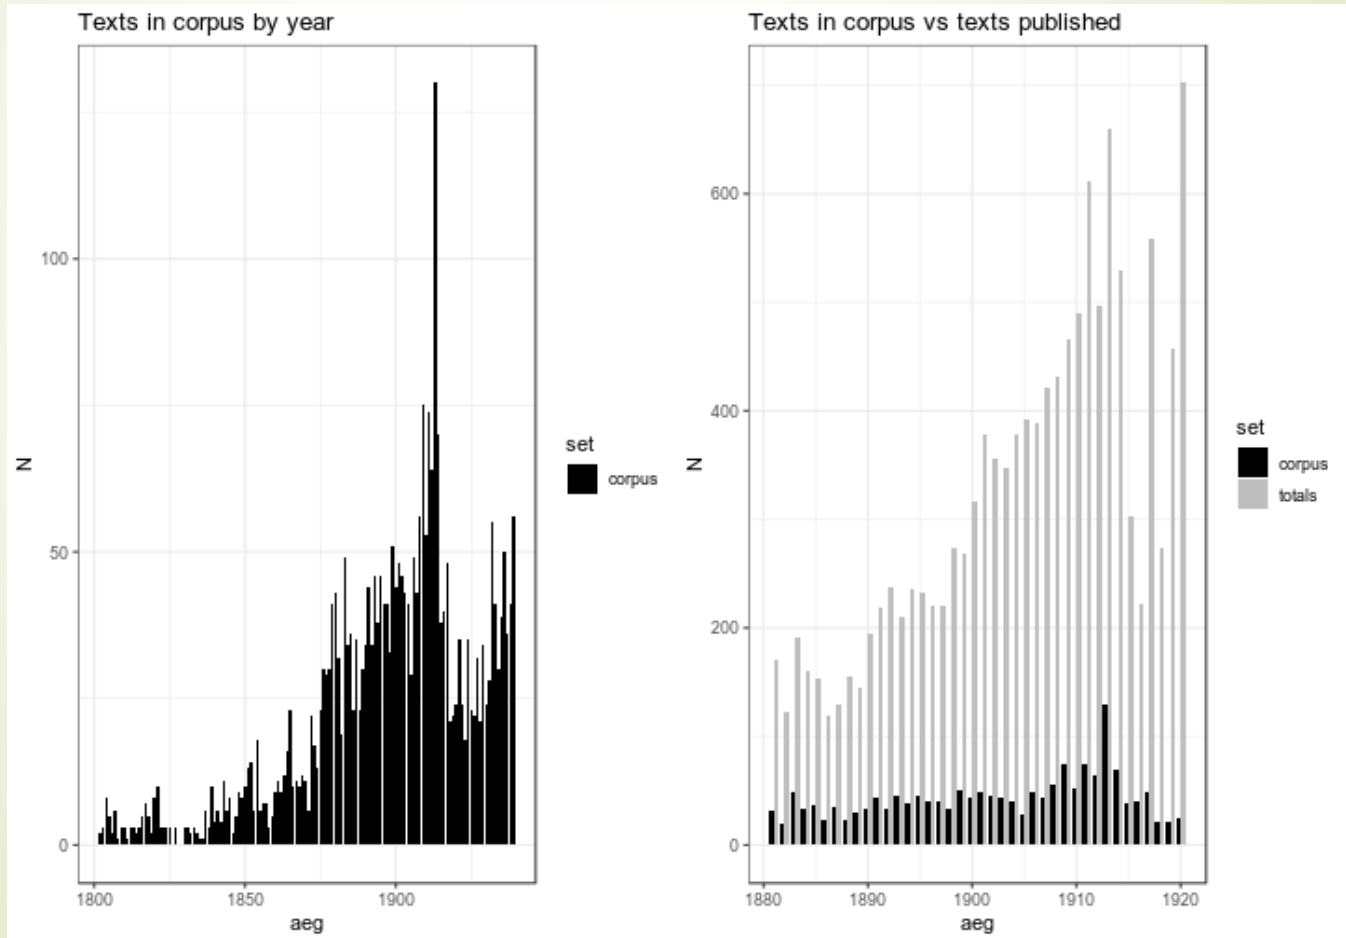 Texts in corpus by year
100
50
0
N
1800 1850 1900
aeg
set
corpus
Texts in corpus vs texts published
600
400
200
0
N
1880 1890 1900 1910 1920
aeg
set
corpus
totals